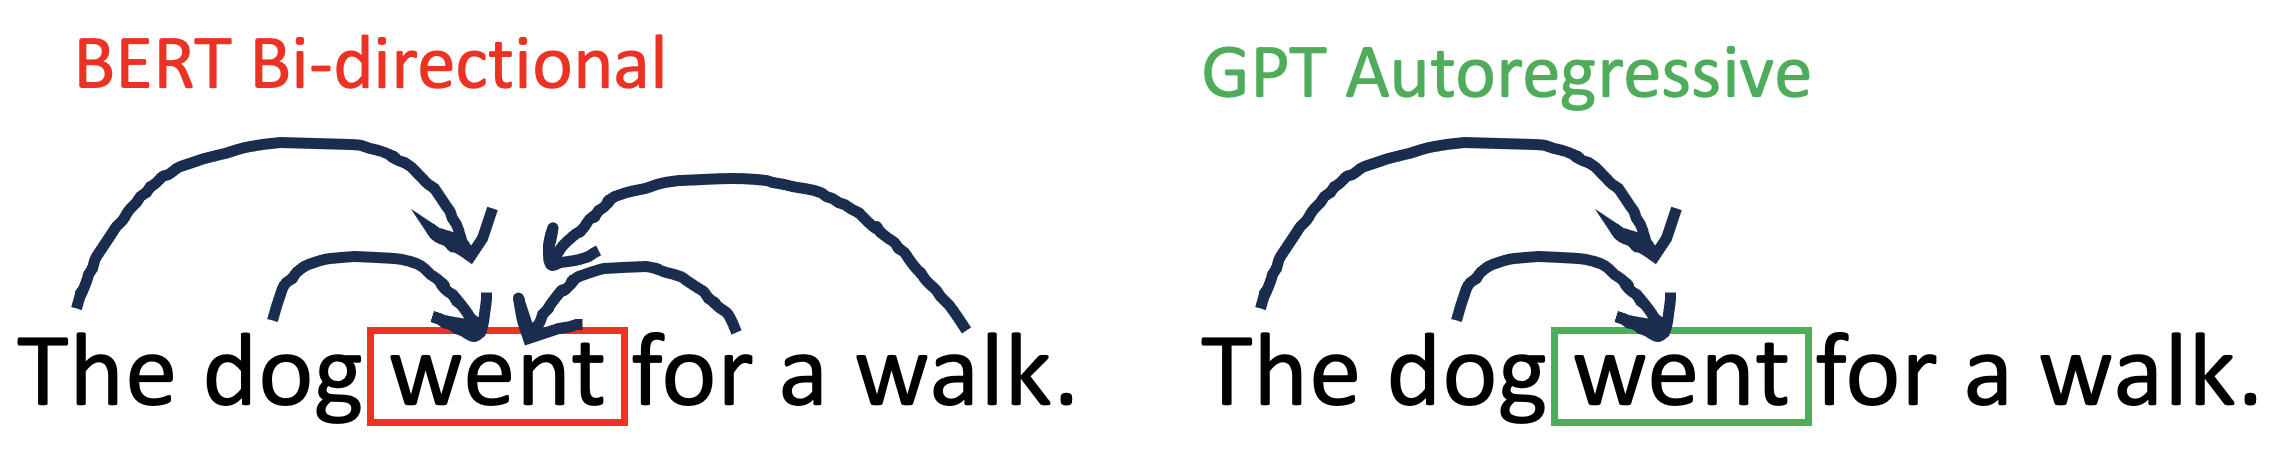 BERT Bi-directional
The dog went for a walk.
GPT Autoregressive
The dog went for a walk.